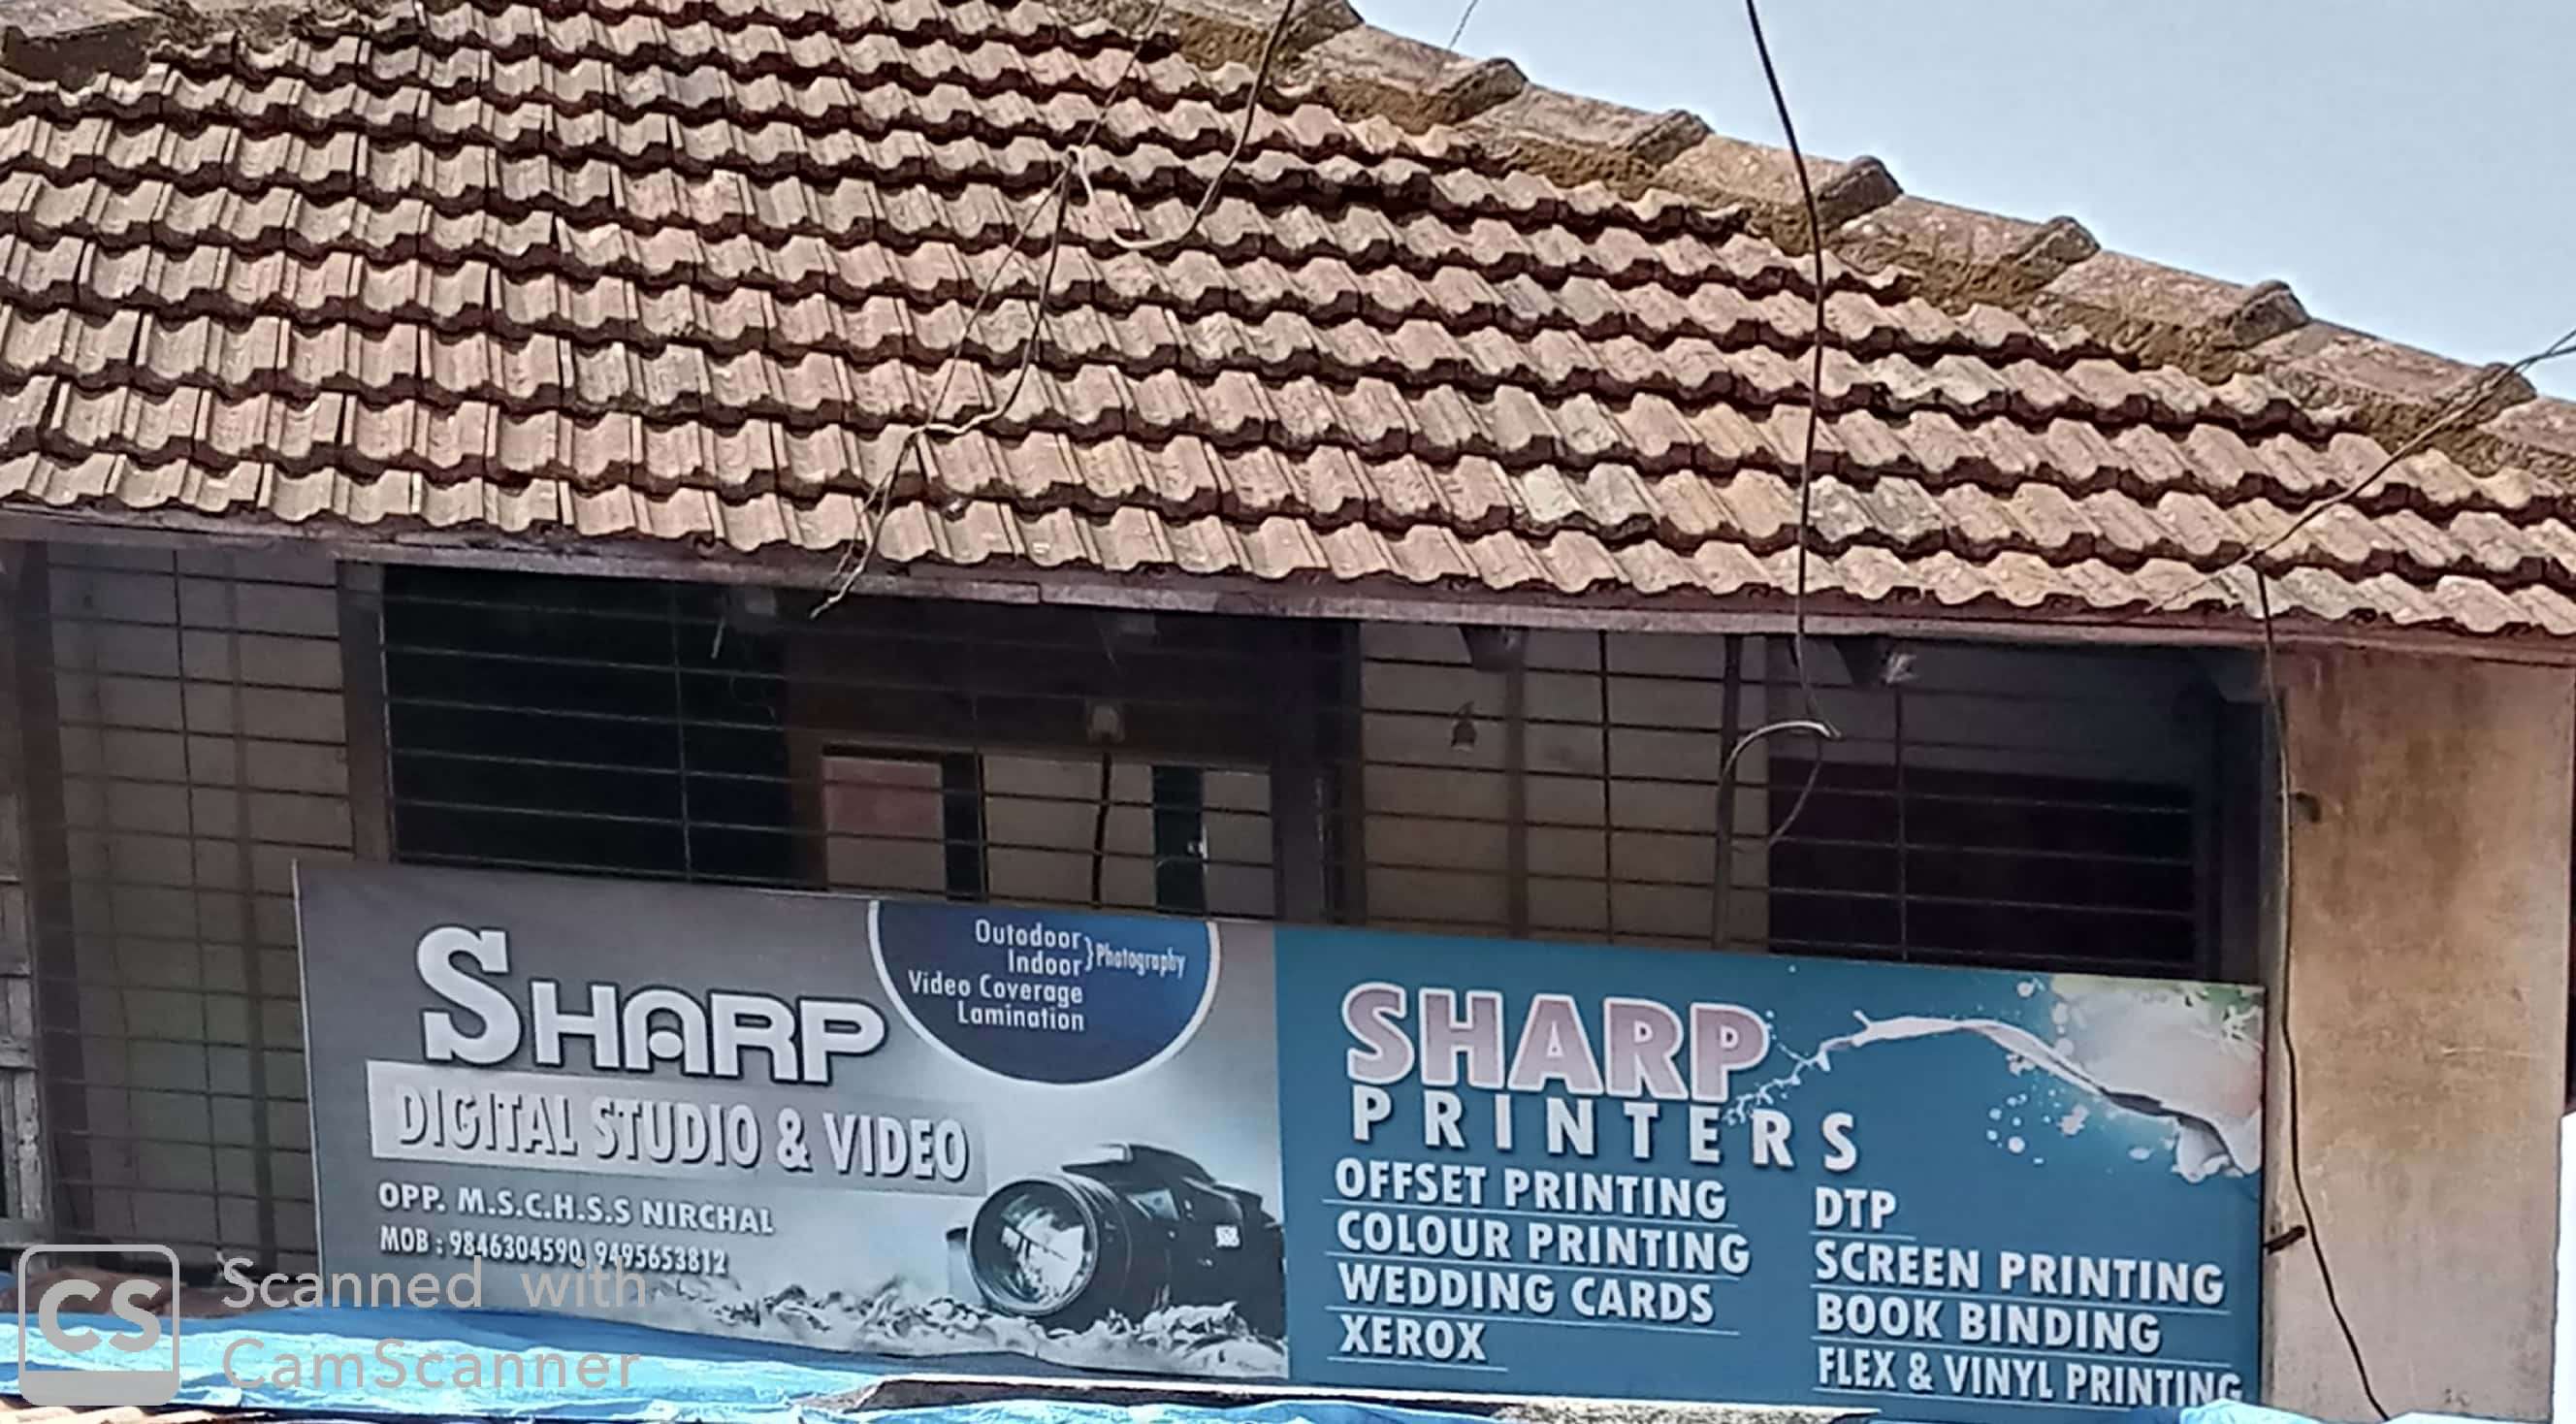 SHARP
DIGITAL STUDIO & VIDEO
OPP. M.S.C.H.S.S NIRCHAL
MOB : 9846304590, 9495653812
Outodoor
Indoor } Photography
Video Coverage
Lamination
SHARP
PRINTERS
OFFSET PRINTING
COLOUR PRINTING
WEDDING CARDS
XEROX
DTP
SCREEN PRINTING
BOOK BINDING
FLEX & VINYL PRINTING
CS
Scanned with
CamScanner